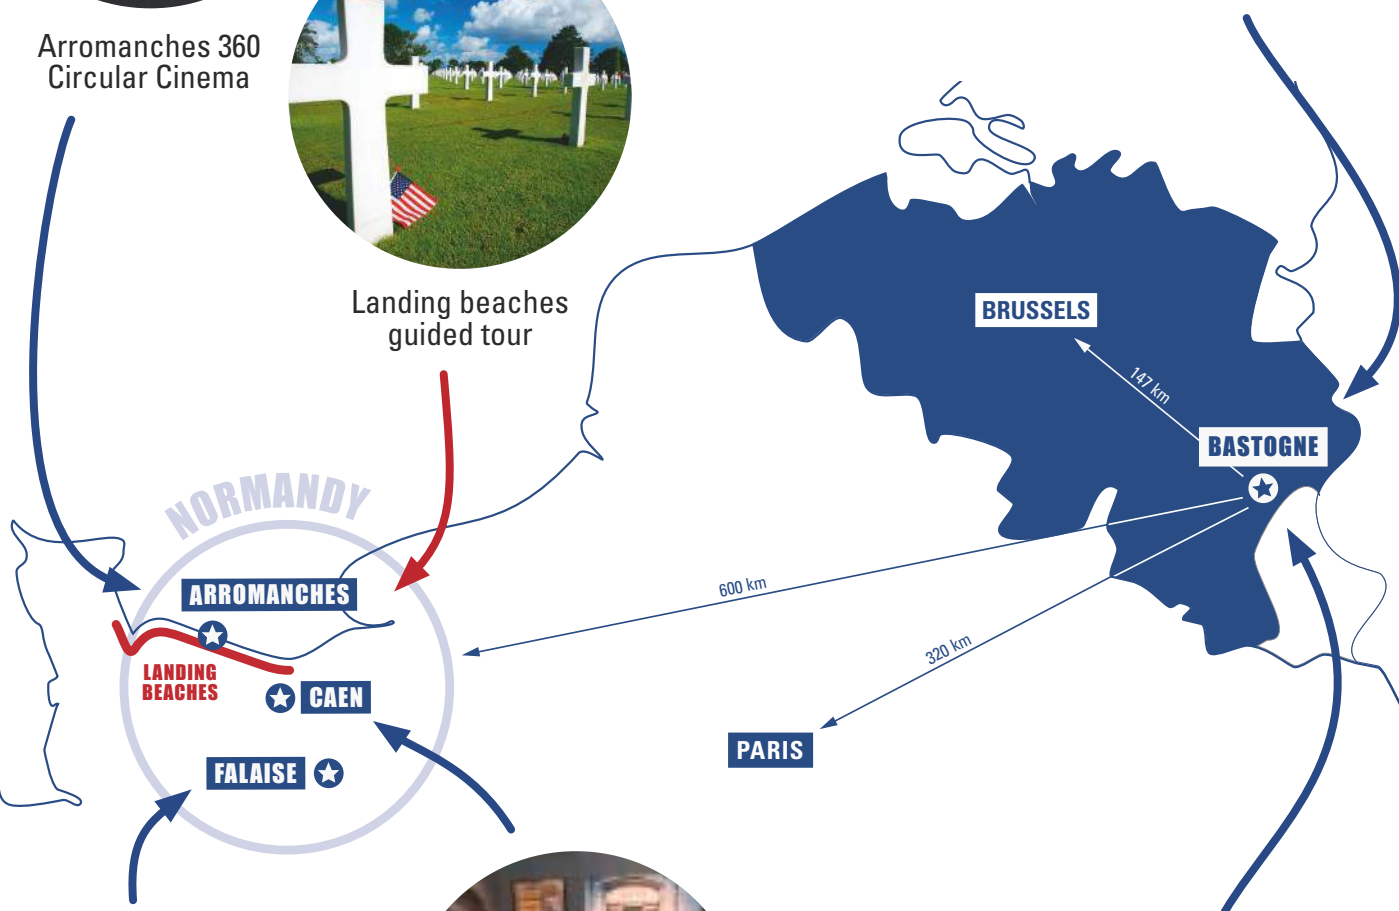 Arromanches 360
Circular Cinema
Landing beaches
guided tour
BRUSSELS
147 km
BASTOGNE
NORMANDY
ARROMANCHES
600 km
LANDING
BEACHES
CAEN
320 km
PARIS
FALAISE